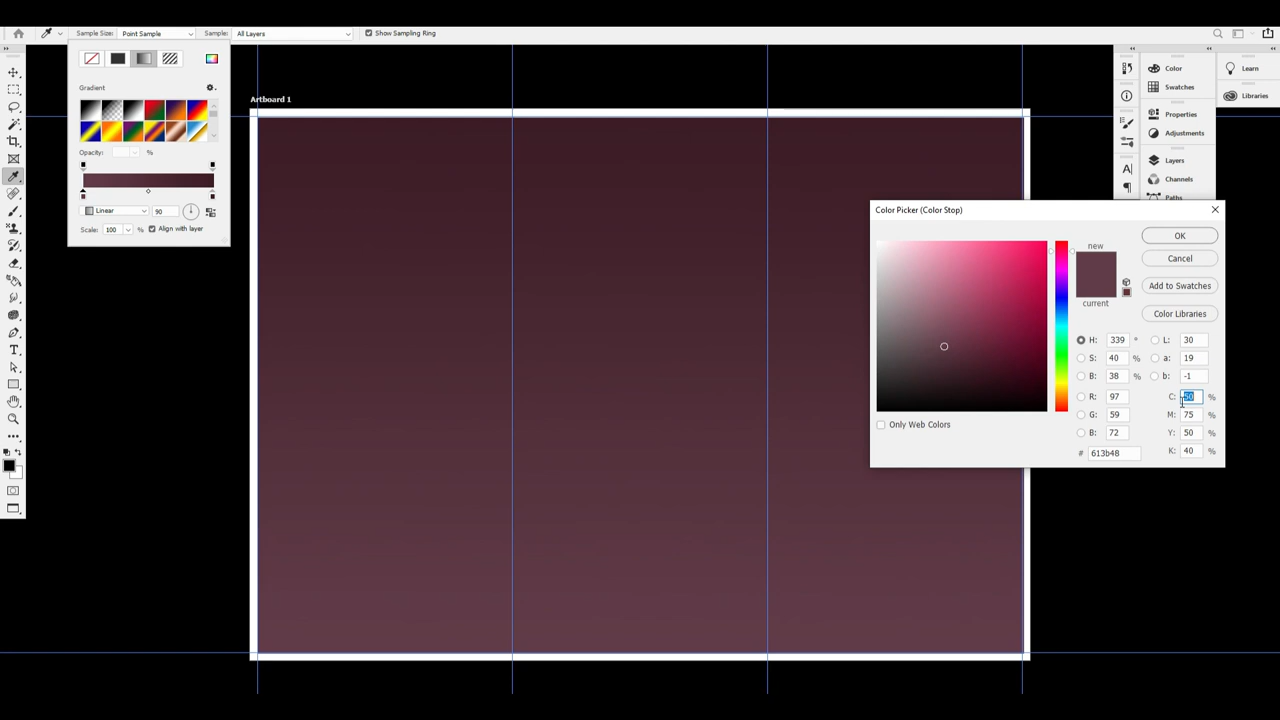 Sample Size: Point Sample Sample: All Layers Show Sampling Ring
Gradient
Opacity: %
Linear 90
Scale: 100 % Align with layer
Artboard 1
Color
Swatches
Properties
Adjustments
Layers
Channels
Paths
Learn
Libraries
Color Picker (Color Stop)
new
current
OK
Cancel
Add to Swatches
Color Libraries
H: 339 ° L: 30
S: 40 % a: 19
B: 38 % b: -1
R: 97 C: 50 %
G: 59 M: 75 %
B: 72 Y: 50 %
# 613b48 K: 40 %
Only Web Colors